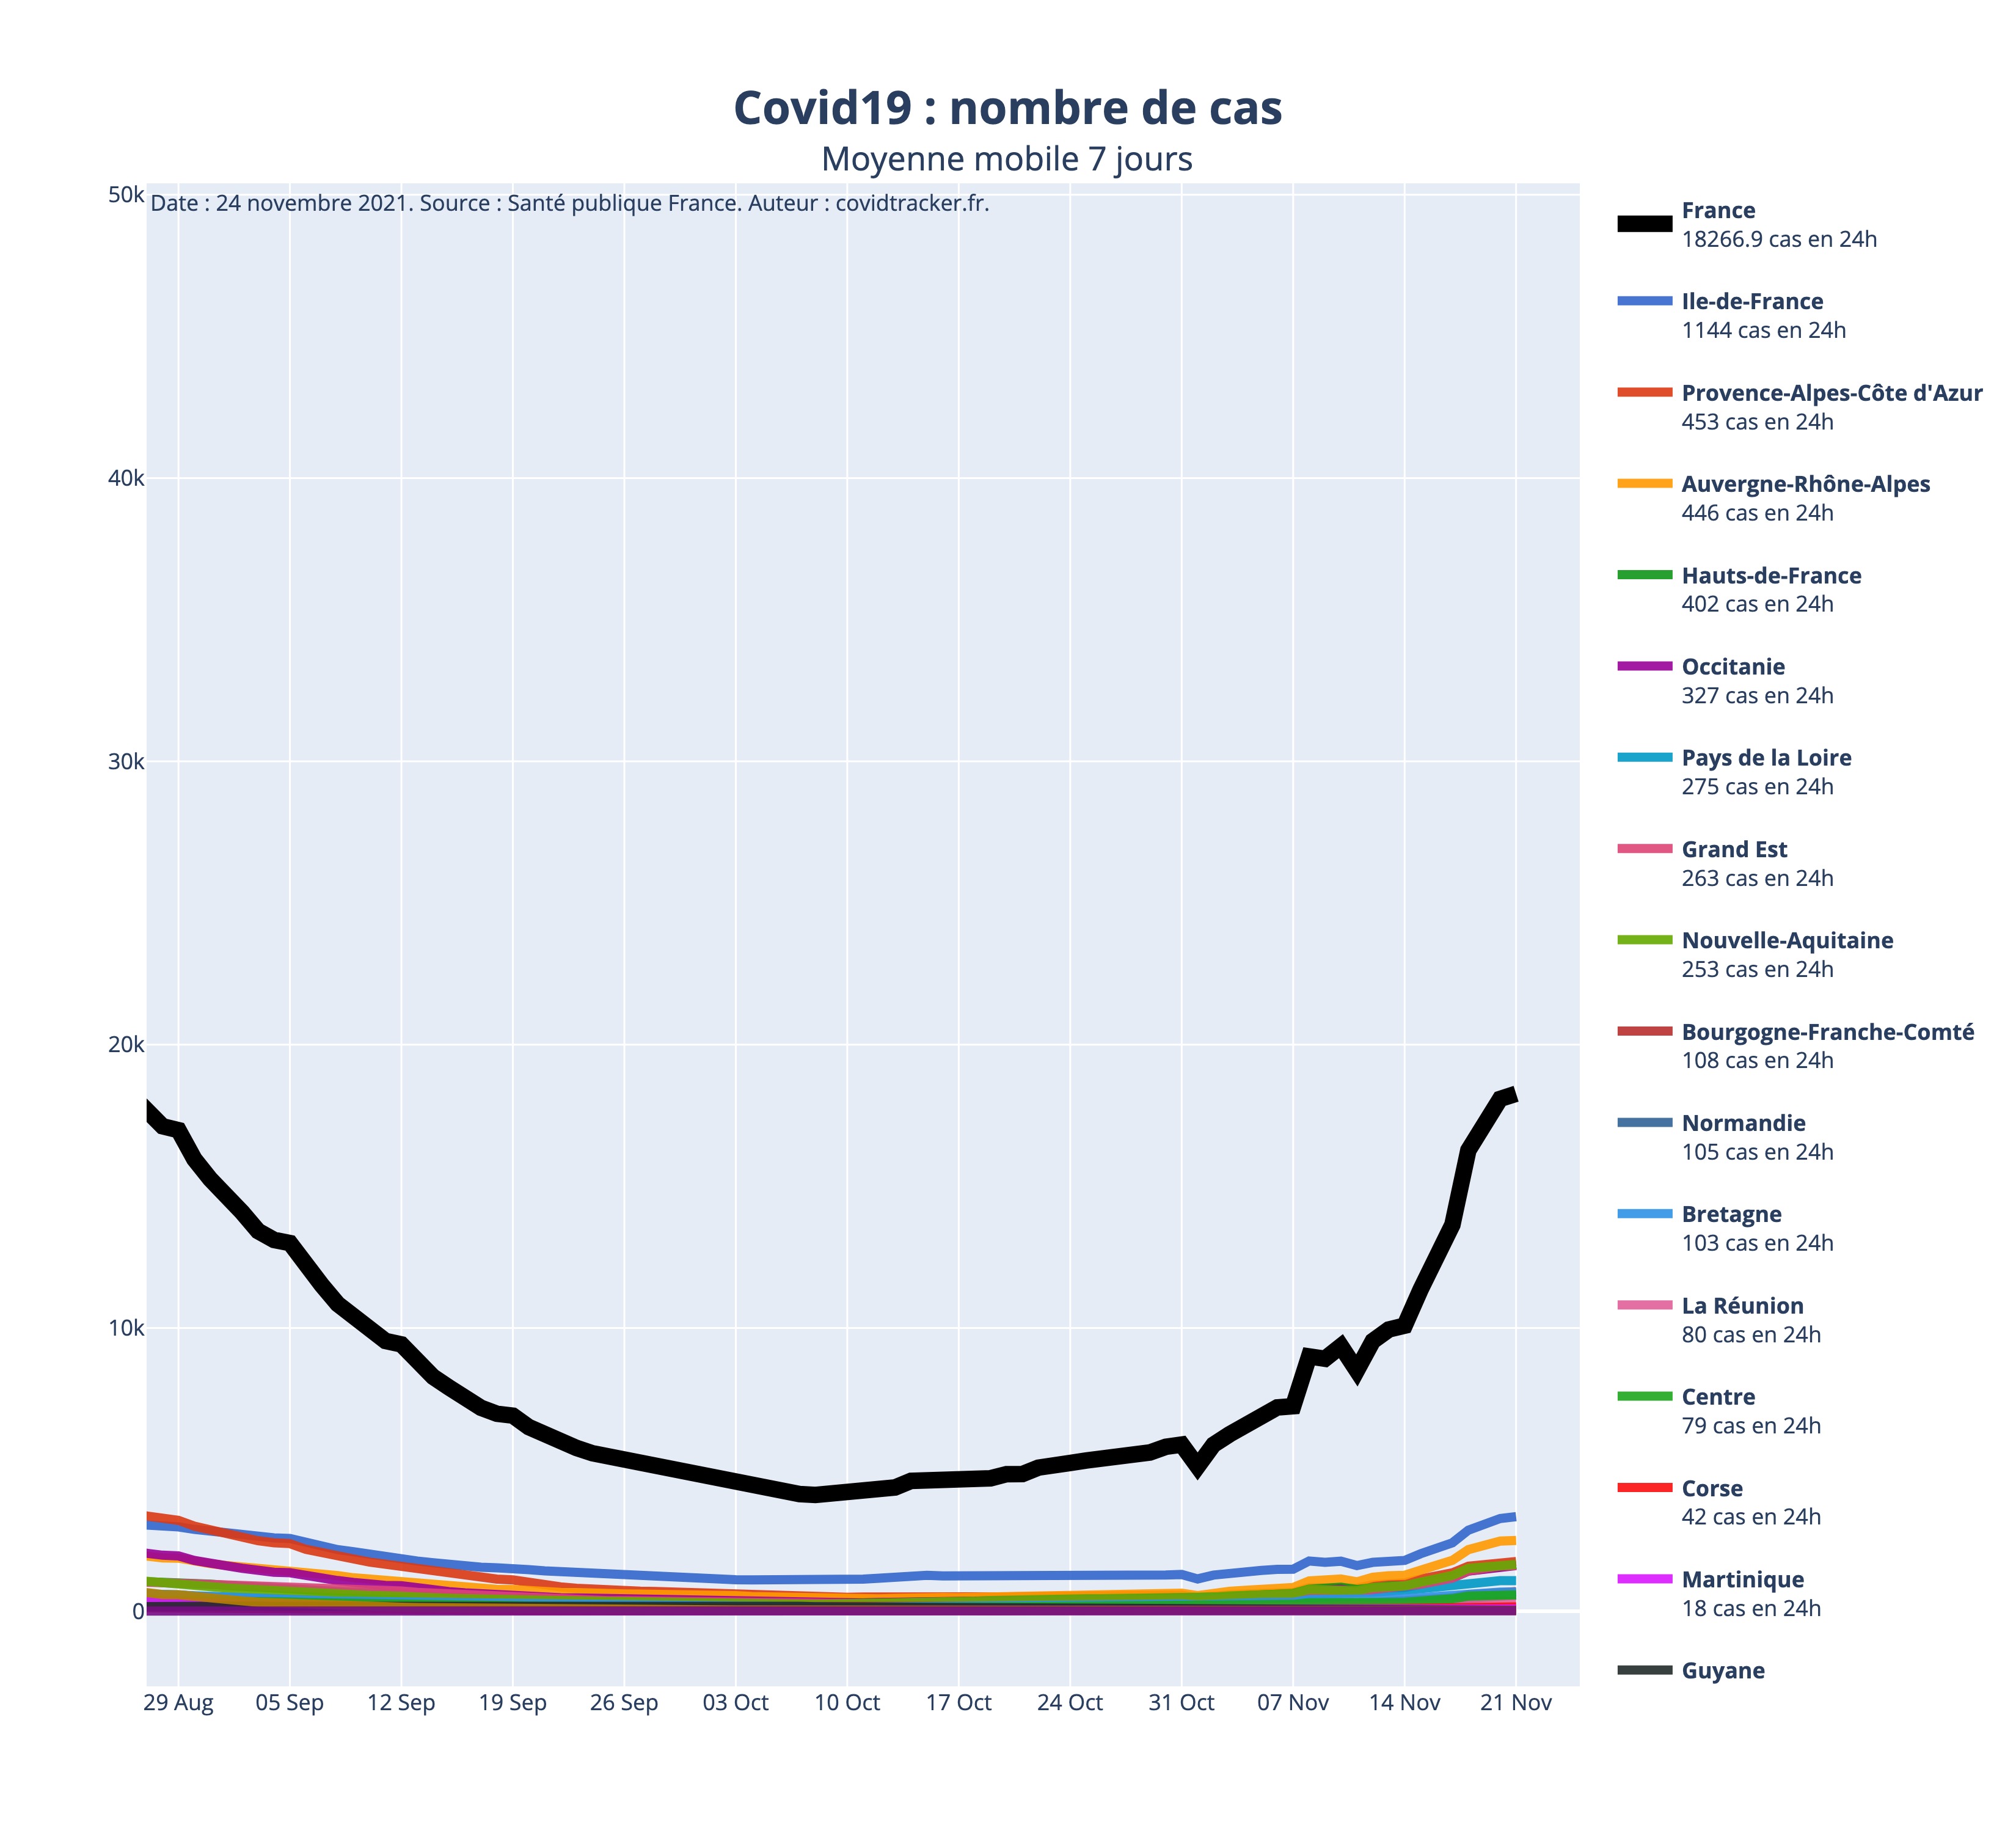 Covid19 : nombre de cas
Moyenne mobile 7 jours
Date : 24 novembre 2021. Source : Santé publique France. Auteur : covidtracker.fr.
50k
40k
30k
20k
10k
0
29 Aug
05 Sep
12 Sep
19 Sep
26 Sep
03 Oct
10 Oct
17 Oct
24 Oct
31 Oct
07 Nov
14 Nov
21 Nov
France
18266.9 cas en 24h
Ile-de-France
1144 cas en 24h
Provence-Alpes-Côte d'Azur
453 cas en 24h
Auvergne-Rhône-Alpes
446 cas en 24h
Hauts-de-France
402 cas en 24h
Occitanie
327 cas en 24h
Pays de la Loire
275 cas en 24h
Grand Est
263 cas en 24h
Nouvelle-Aquitaine
253 cas en 24h
Bourgogne-Franche-Comté
108 cas en 24h
Normandie
105 cas en 24h
Bretagne
103 cas en 24h
La Réunion
80 cas en 24h
Centre
79 cas en 24h
Corse
42 cas en 24h
Martinique
18 cas en 24h
Guyane